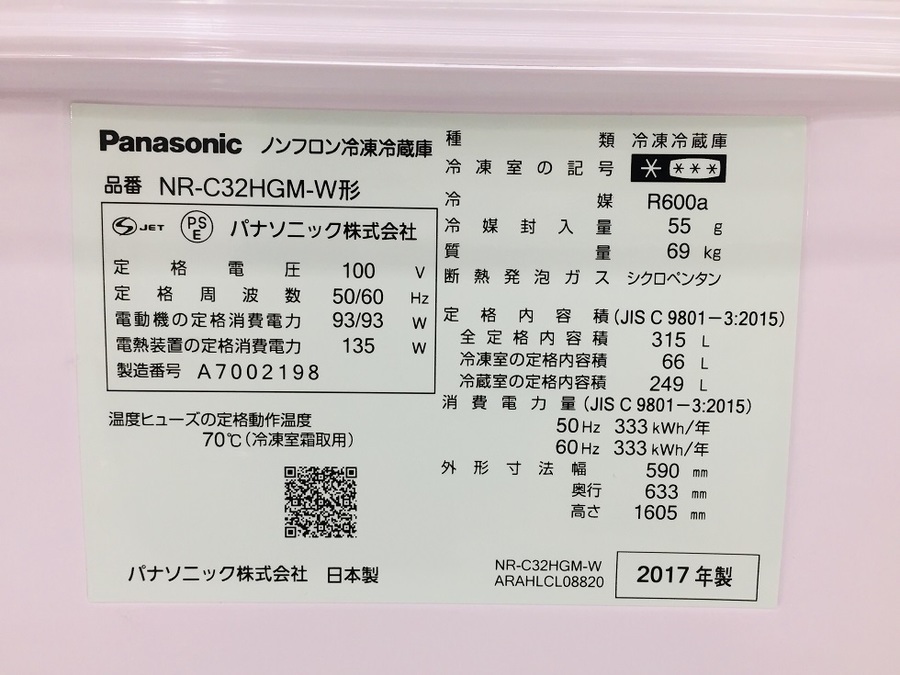 Panasonic ノンフロン冷凍冷蔵庫
品番 NR-C32HGM-W形
S JET PS E パナソニック株式会社
定格電圧 100 V
定格周波数 50/60 Hz
電動機の定格消費電力 93/93 W
電熱装置の定格消費電力 135 W
製造番号 A7002198
温度ヒューズの定格動作温度
70℃(冷凍室霜取用)
パナソニック株式会社 日本製
種類 冷凍冷蔵庫
冷凍室の記号 * ***
冷媒 R600a
冷媒封入量 55 g
質量 69 kg
断熱発泡ガス シクロペンタン
定格内容積(JIS C 9801-3:2015)
全定格内容積 315 L
冷凍室の定格内容積 66 L
冷蔵室の定格内容積 249 L
消費電力量(JIS C 9801-3:2015)
50Hz 333kWh/年
60Hz 333kWh/年
外形寸法幅 590 mm
奥行 633 mm
高さ 1605 mm
NR-C32HGM-W
ARAHLCL08820
2017年製